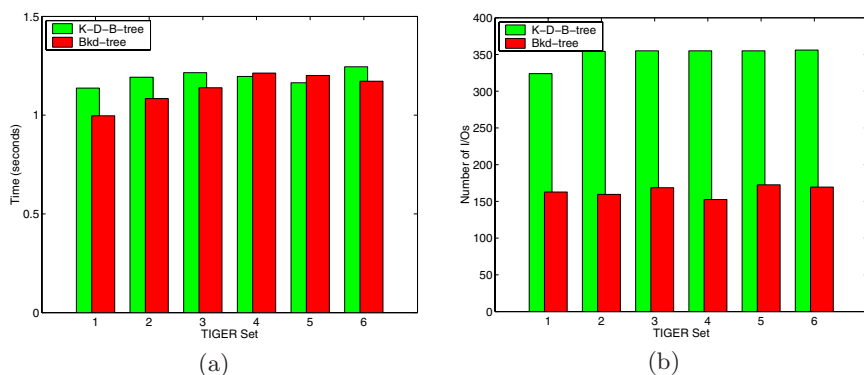 1.5
K-D-B-tree
Bkd-tree
1
0.5
0
Time (seconds)
1 2 3 4 5 6
TIGER Set
(a)
400
K-D-B-tree
Bkd-tree
350
300
250
200
150
100
50
0
Number of I/Os
1 2 3 4 5 6
TIGER Set
(b)